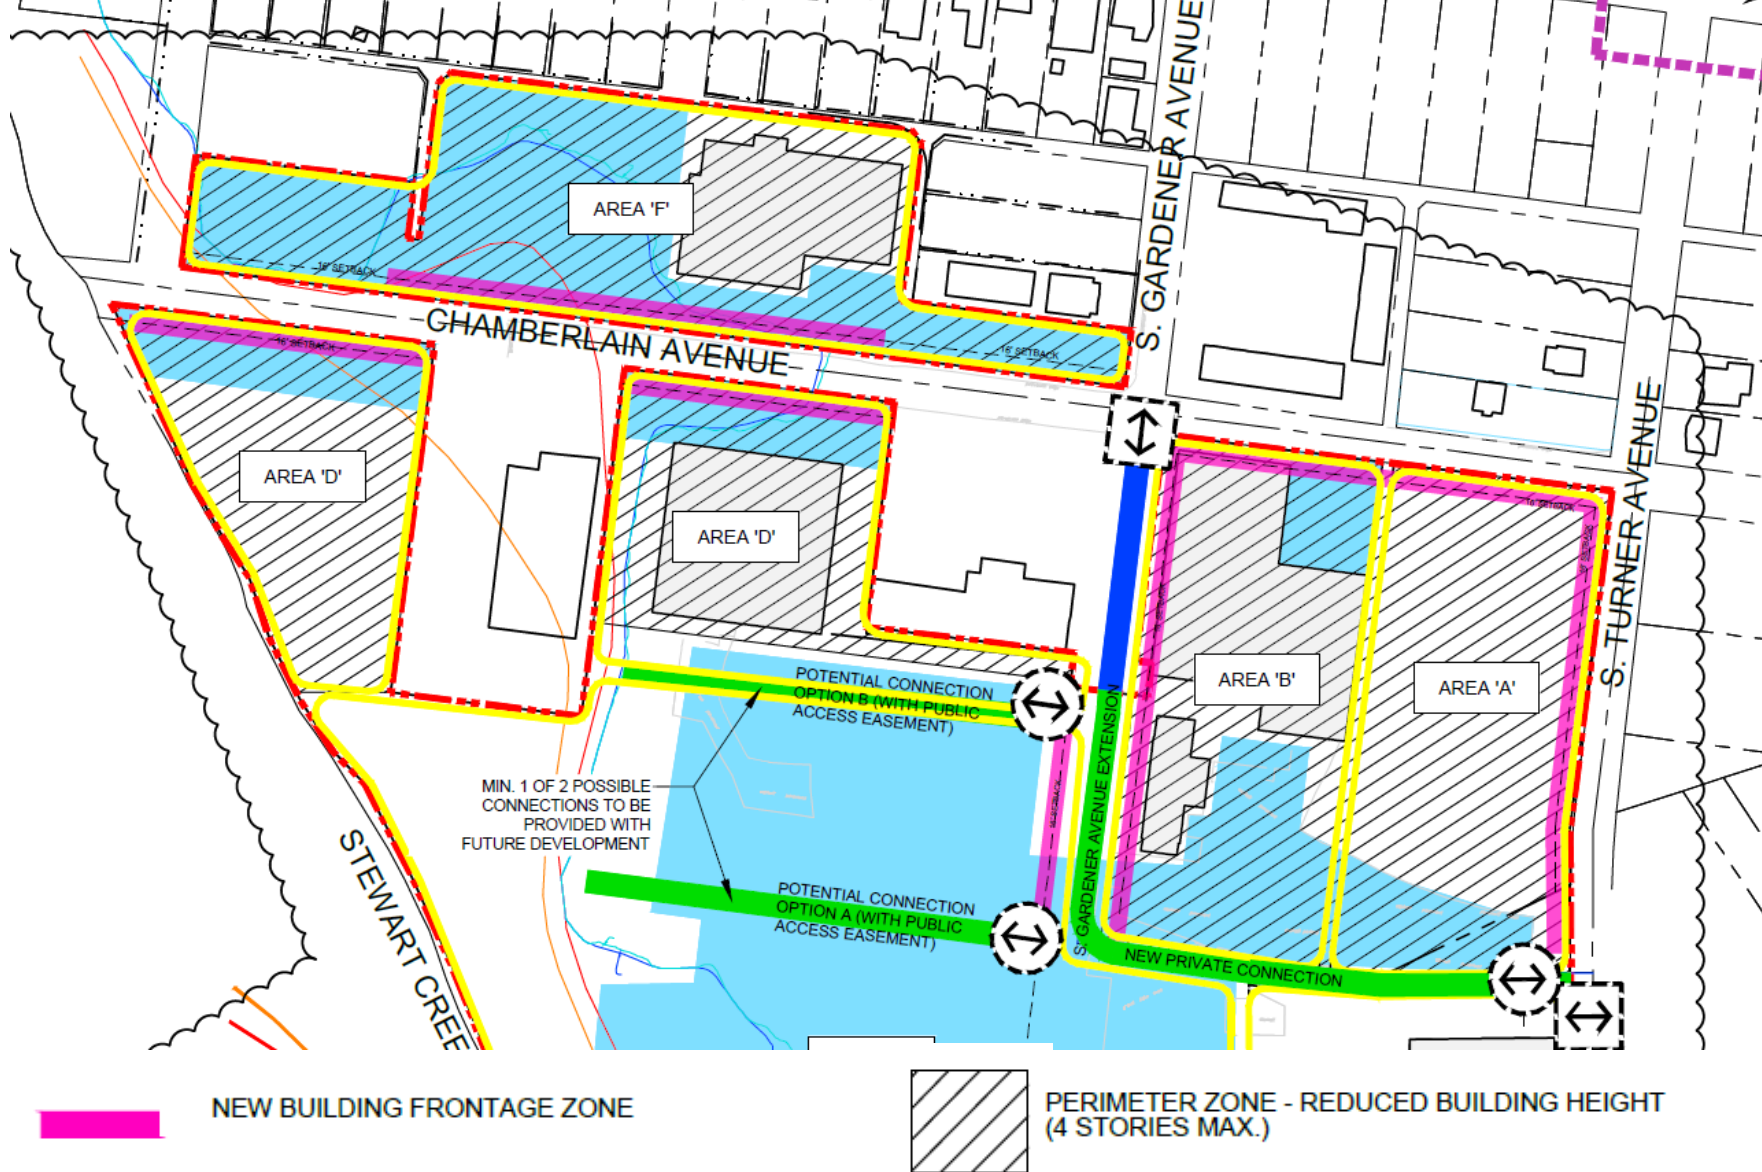 S. GARDENER AVENUE
AREA 'F'
16' SETBACK
CHAMBERLAIN AVENUE
16' SETBACK
16' SETBACK
S. TURNER AVENUE
AREA 'D'
AREA 'D'
16' SETBACK
AREA 'B'
AREA 'A'
POTENTIAL CONNECTION
OPTION B (WITH PUBLIC
ACCESS EASEMENT)
MIN. 1 OF 2 POSSIBLE
CONNECTIONS TO BE
PROVIDED WITH
FUTURE DEVELOPMENT
S. GARDENER AVENUE EXTENSION
STEWART CREE
POTENTIAL CONNECTION
OPTION A (WITH PUBLIC
ACCESS EASEMENT)
NEW PRIVATE CONNECTION
NEW BUILDING FRONTAGE ZONE
PERIMETER ZONE - REDUCED BUILDING HEIGHT
(4 STORIES MAX.)